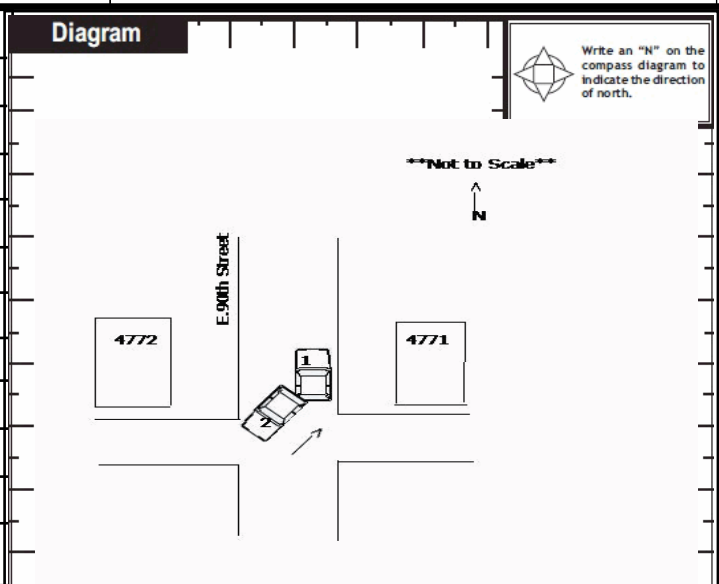 Diagram
Write an “N” on the
compass diagram to
indicate the direction
of north.
**Not to Scale**
N
E.90th Street
4772
4771
1
2